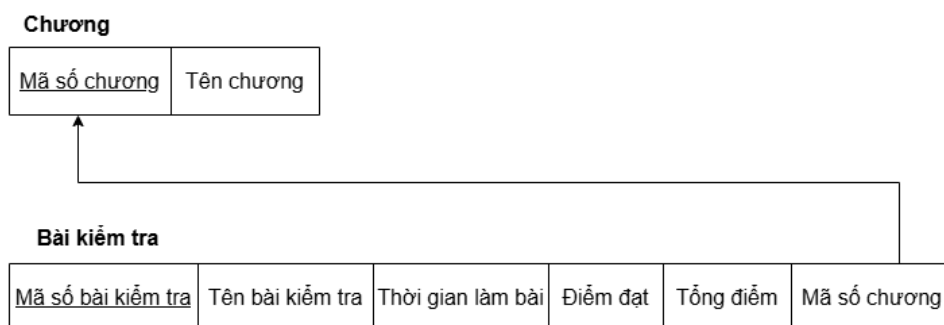 Chương
Mã số chương Tên chương
Bài kiểm tra
Mã số bài kiểm tra Tên bài kiểm tra Thời gian làm bài Điểm đạt Tổng điểm Mã số chương